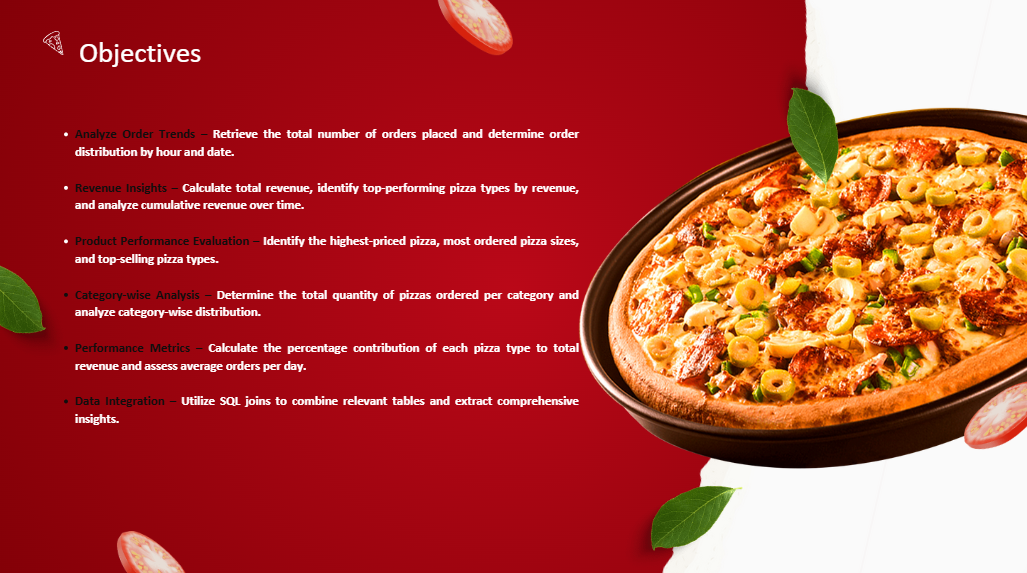 Objectives
• Analyze Order Trends – Retrieve the total number of orders placed and determine order
distribution by hour and date.
• Revenue Insights – Calculate total revenue, identify top-performing pizza types by revenue,
and analyze cumulative revenue over time.
• Product Performance Evaluation – Identify the highest-priced pizza, most ordered pizza sizes,
and top-selling pizza types.
• Category-wise Analysis – Determine the total quantity of pizzas ordered per category and
analyze category-wise distribution.
• Performance Metrics – Calculate the percentage contribution of each pizza type to total
revenue and assess average orders per day.
• Data Integration – Utilize SQL joins to combine relevant tables and extract comprehensive
insights.